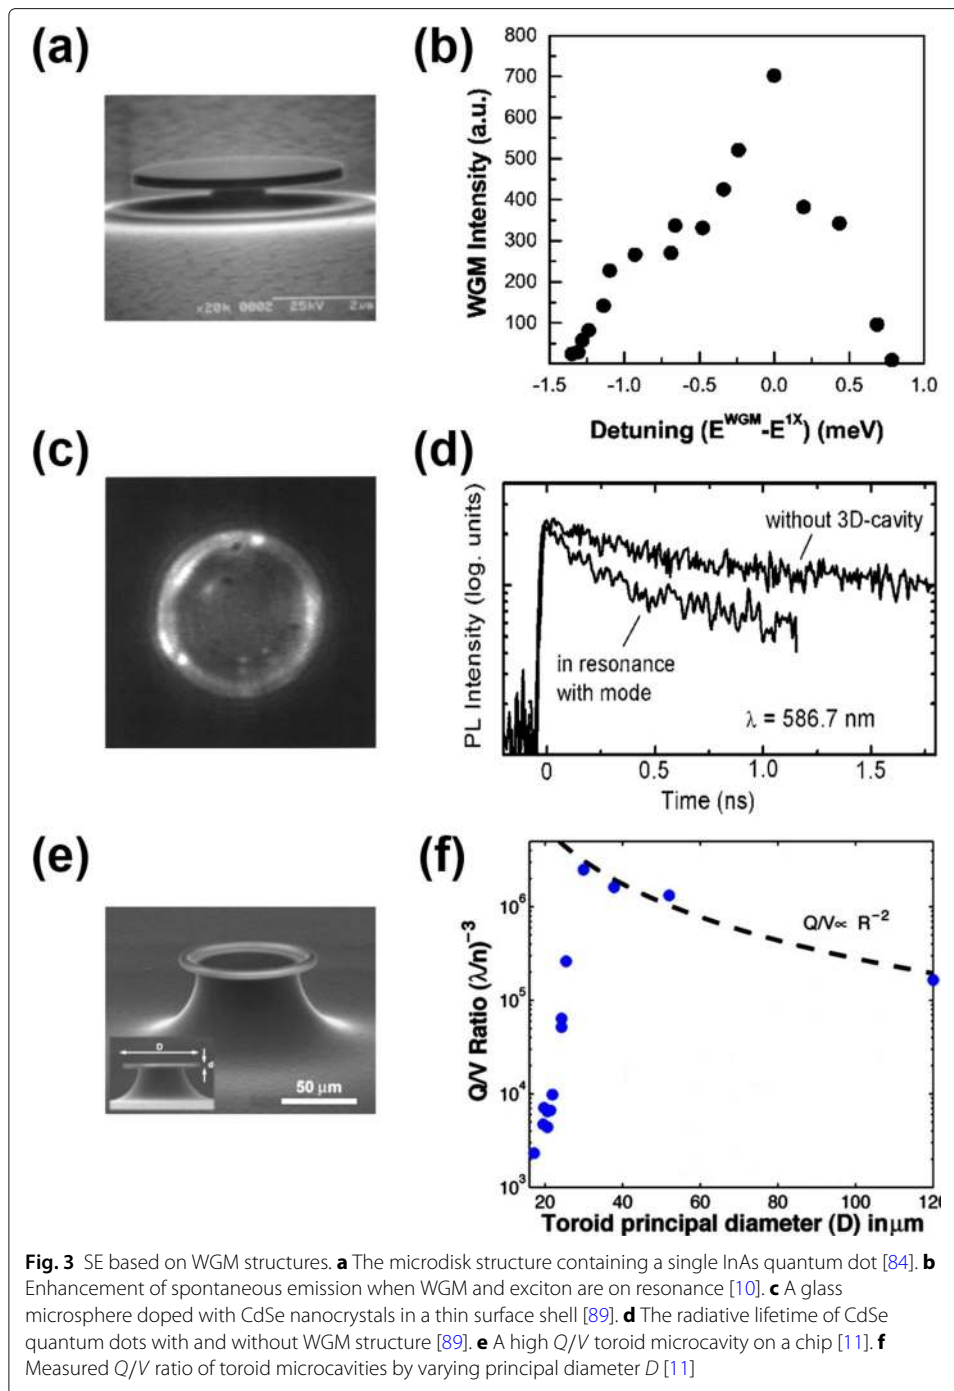 (a)
×20k 0002 25kV 2μm
(b)
800
700
600
500
400
300
200
100
WGM Intensity (a.u.)
-1.5 -1.0 -0.5 0.0 0.5 1.0
Detuning (E^WGM-E^1X) (meV)
(c)
(d)
PL Intensity (log. units)
without 3D-cavity
in resonance
with mode
λ = 586.7 nm
0 0.5 1.0 1.5
Time (ns)
(e)
D
d
50 μm
(f)
Q/V Ratio (λ/n)^-3
10^6
10^5
10^4
10^3
Q/V∝ R^-2
20 40 60 80 100 120
Toroid principal diameter (D) in μm
Fig. 3 SE based on WGM structures. a The microdisk structure containing a single InAs quantum dot [84]. b
Enhancement of spontaneous emission when WGM and exciton are on resonance [10]. c A glass
microsphere doped with CdSe nanocrystals in a thin surface shell [89]. d The radiative lifetime of CdSe
quantum dots with and without WGM structure [89]. e A high Q/V toroid microcavity on a chip [11]. f
Measured Q/V ratio of toroid microcavities by varying principal diameter D [11]